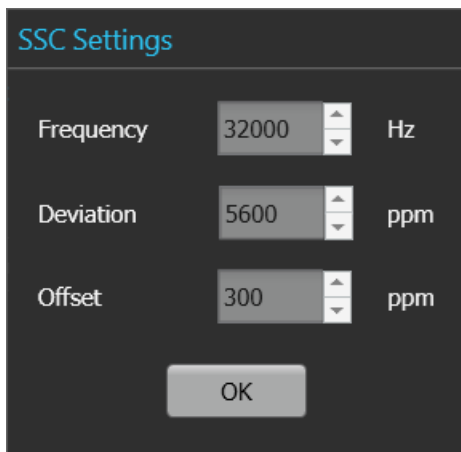 SSC Settings
Frequency 32000 Hz
Deviation 5600 ppm
Offset 300 ppm
OK